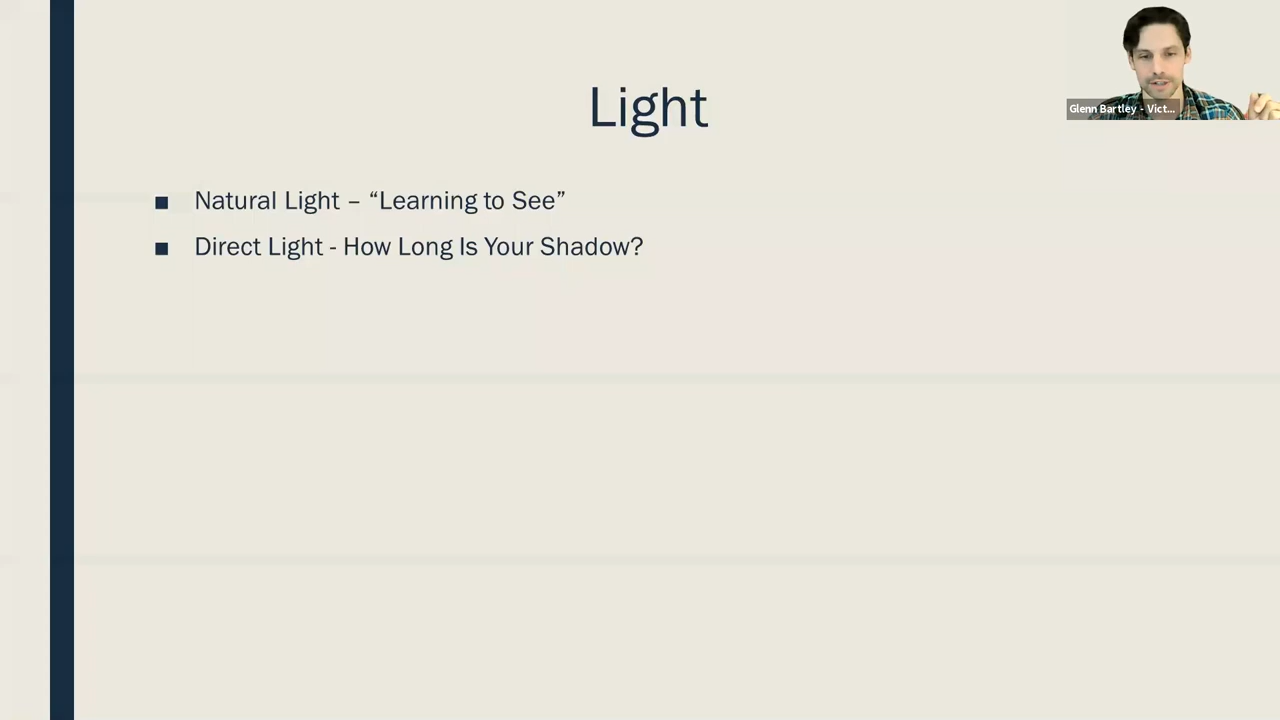 Light
Glenn Bartley - Vict...
■ Natural Light – “Learning to See”
■ Direct Light - How Long Is Your Shadow?